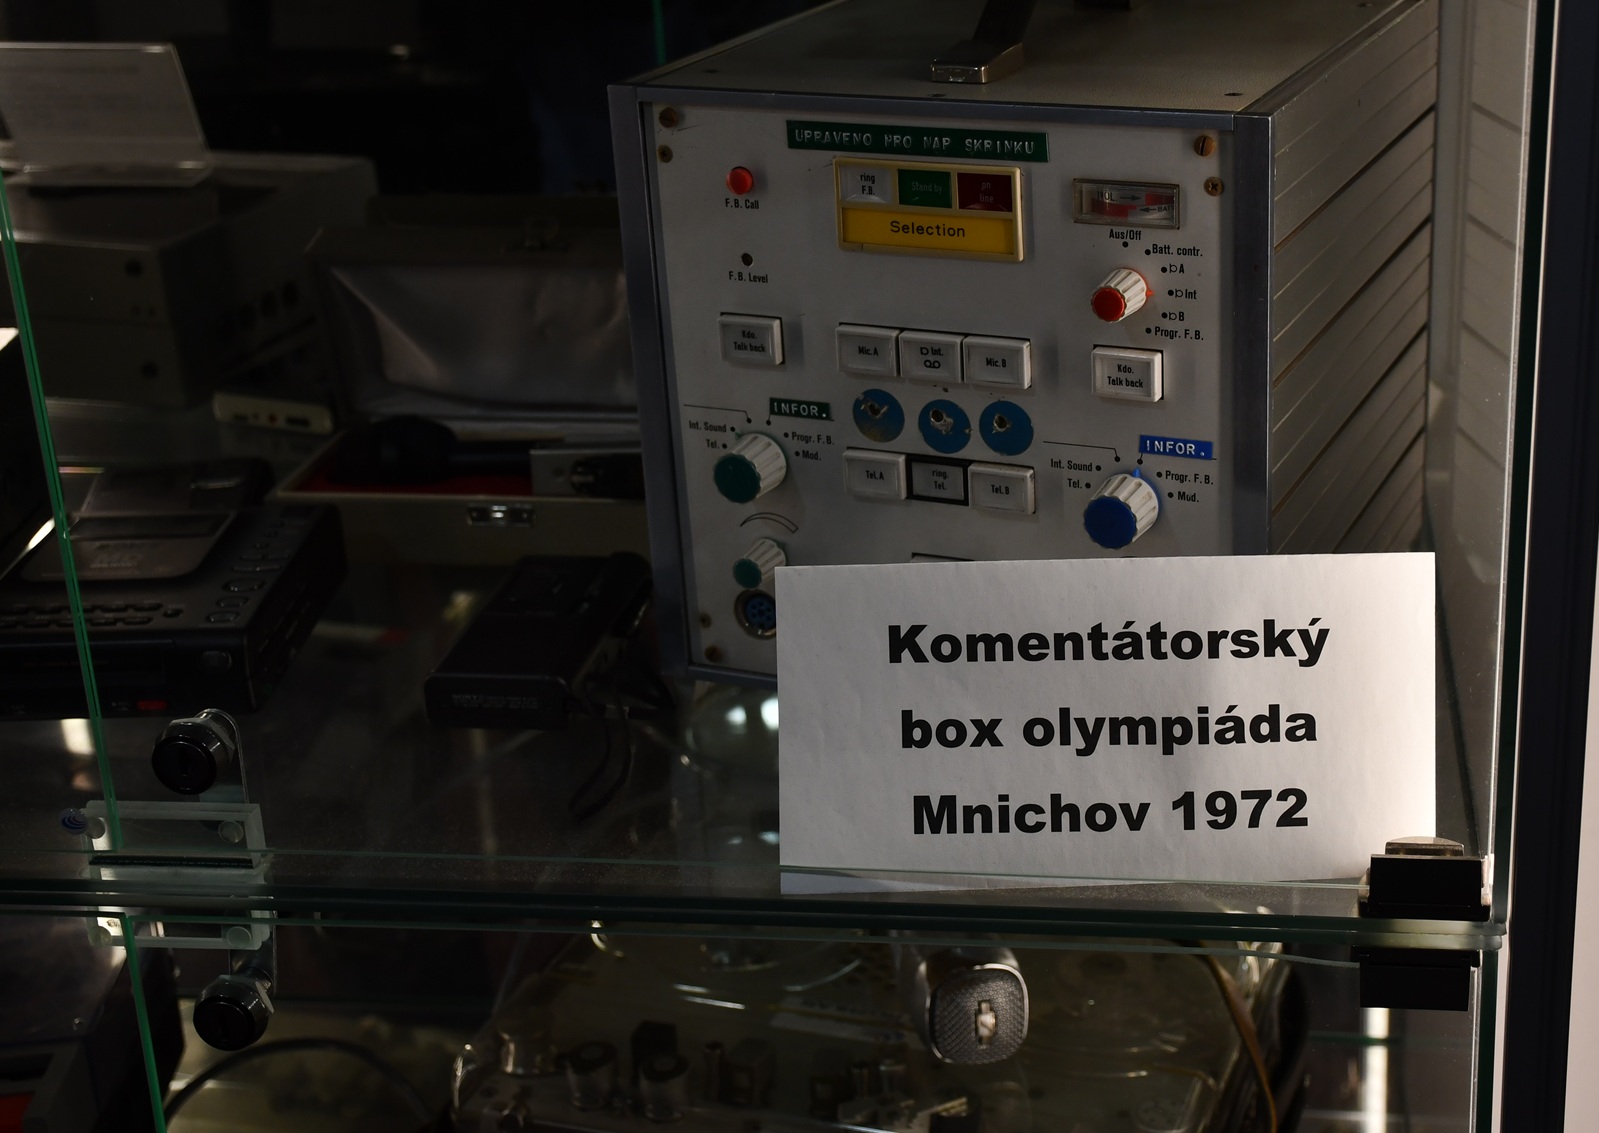 UPRAVENO PRO NAP SKRINKU
ring F.B.
Stand by
on line
Selection
F.B. Call
F.B. Level
Aus/Off
Batt. contr.
A
Int
B
Progr. F.B.
Kdo. Talk back
Mic. A
Int.
Mic. B
Kdo. Talk back
INFOR.
Int. Sound
Tel.
Progr. F.B.
Mod.
INFOR.
Int. Sound
Tel.
Progr. F.B.
Mod.
Tel. A
ring. Tel.
Tel. B
Komentátorský
box olympiáda
Mnichov 1972